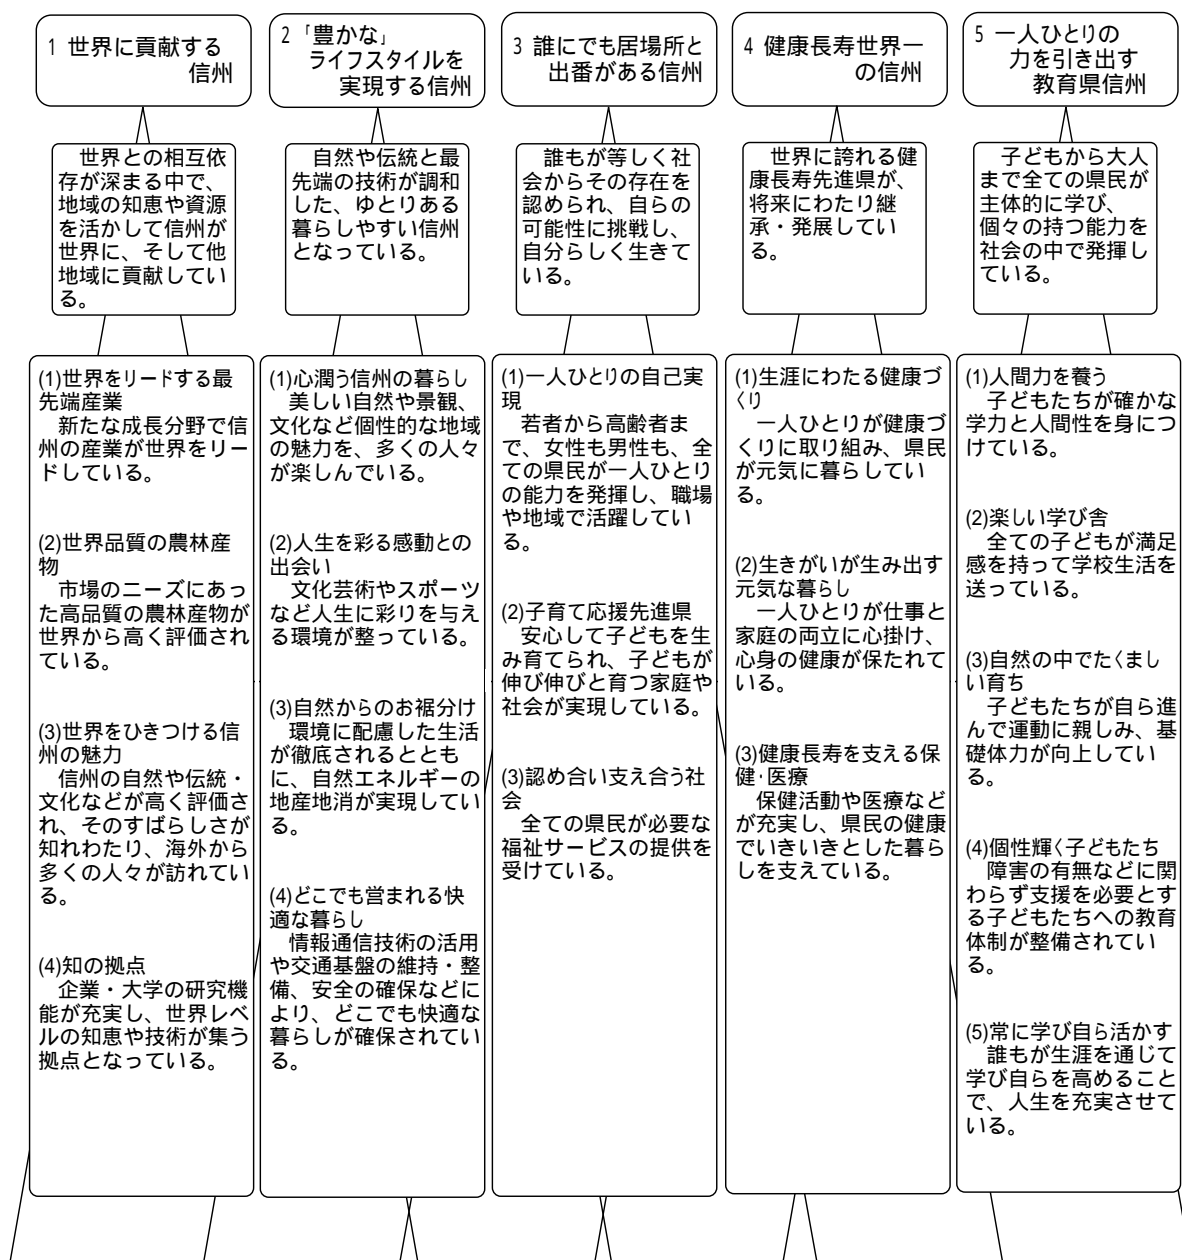 1 世界に貢献する
信州
世界との相互依
存が深まる中で、
地域の知恵や資源
を活かして信州が
世界に、そして他
地域に貢献してい
る。
(1)世界をリードする最
先端産業
新たな成長分野で信
州の産業が世界をリー
ドしている。
(2)世界品質の農林産
物
市場のニーズにあっ
た高品質の農林産物が
世界から高く評価され
ている。
(3)世界をひきつける信
州の魅力
信州の自然や伝統・
文化などが高く評価さ
れ、そのすばらしさが
知れわたり、海外から
多くの人々が訪れてい
る。
(4)知の拠点
企業・大学の研究機
能が充実し、世界レベ
ルの知恵や技術が集う
拠点となっている。
2「豊かな」
ライフスタイルを
実現する信州
自然や伝統と最
先端の技術が調和
した、ゆとりある
暮らしやすい信州
となっている。
(1)心潤う信州の暮らし
美しい自然や景観、
文化など個性的な地域
の魅力を、多くの人々
が楽しんでいる。
(2)人生を彩る感動との
出会い
文化芸術やスポーツ
など人生に彩りを与え
る環境が整っている。
(3)自然からのお裾分け
環境に配慮した生活
が徹底されるととも
に、自然エネルギーの
地産地消が実現してい
る。
(4)どこでも営まれる快
適な暮らし
情報通信技術の活用
や交通基盤の維持・整
備、安全の確保などに
より、どこでも快適な
暮らしが確保されてい
る。
3 誰にでも居場所と
出番がある信州
誰もが等しく社
会からその存在を
認められ、自らの
可能性に挑戦し、
自分らしく生きて
いる。
(1)一人ひとりの自己実
現
若者から高齢者ま
で、女性も男性も、全
ての県民が一人ひとり
の能力を発揮し、職場
や地域で活躍してい
る。
(2)子育て応援先進県
安心して子どもを生
み育てられ、子どもが
伸び伸びと育つ家庭や
社会が実現している。
(3)認め合い支え合う社
会
全ての県民が必要な
福祉サービスの提供を
受けている。
4 健康長寿世界一
の信州
世界に誇れる健
康長寿先進県が、
将来にわたり継
承・発展してい
る。
(1)生涯にわたる健康づ
くり
一人ひとりが健康づ
くりに取り組み、県民
が元気に暮らしてい
る。
(2)生きがいが生み出す
元気な暮らし
一人ひとりが仕事と
家庭の両立に心掛け、
心身の健康が保たれて
いる。
(3)健康長寿を支える保
健・医療
保健活動や医療など
が充実し、県民の健康
でいきいきとした暮ら
しを支えている。
5 一人ひとりの
力を引き出す
教育県信州
子どもから大人
まで全ての県民が
主体的に学び、
個々の持つ能力を
社会の中で発揮し
ている。
(1)人間力を養う
子どもたちが確かな
学力と人間性を身につ
けている。
(2)楽しい学び舎
全ての子どもが満足
感を持って学校生活を
送っている。
(3)自然の中でたくまし
い育ち
子どもたちが自ら進
んで運動に親しみ、基
礎体力が向上してい
る。
(4)個性輝く子どもたち
障害の有無などに関
わらず支援を必要とす
る子どもたちへの教育
体制が整備されてい
る。
(5)常に学び自ら活かす
誰もが生涯を通じて
学び自らを高めること
で、人生を充実させて
いる。